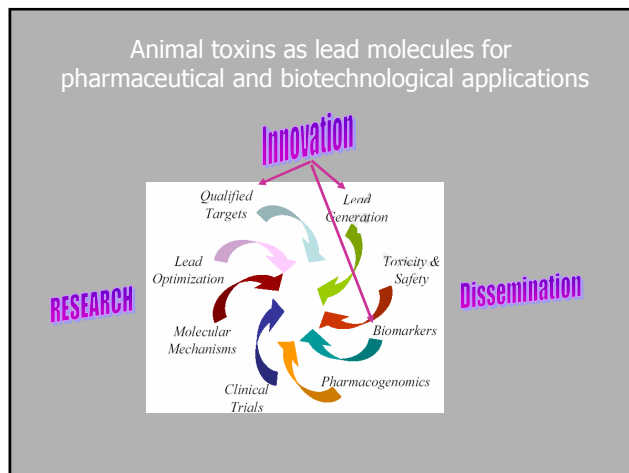 Animal toxins as lead molecules for
pharmaceutical and biotechnological applications
Innovation
Qualified
Targets
Lead
Generation
Lead
Optimization
Toxicity &
Safety
RESEARCH
Dissemination
Molecular
Mechanisms
Biomarkers
Clinical
Trials
Pharmacogenomics